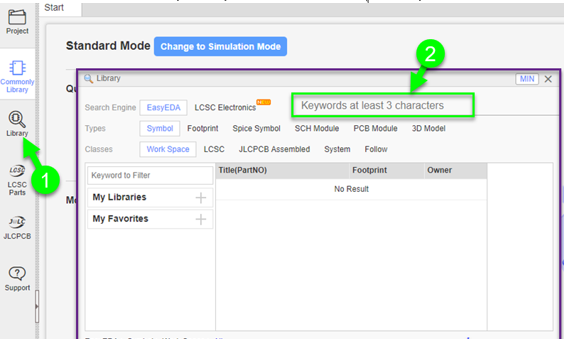 Start
Project
Commonly
Library
Library
LCSC
Parts
JLCPCB
Support
1
Standard Mode Change to Simulation Mode
Qu
Mo
2
Library MIN
Search Engine EasyEDA LCSC Electronics NEW Keywords at least 3 characters
Types Symbol Footprint Spice Symbol SCH Module PCB Module 3D Model
Classes Work Space LCSC JLCPCB Assembled System Follow
Keyword to Filter
My Libraries
My Favorites
Title(PartNO) Footprint Owner
No Result